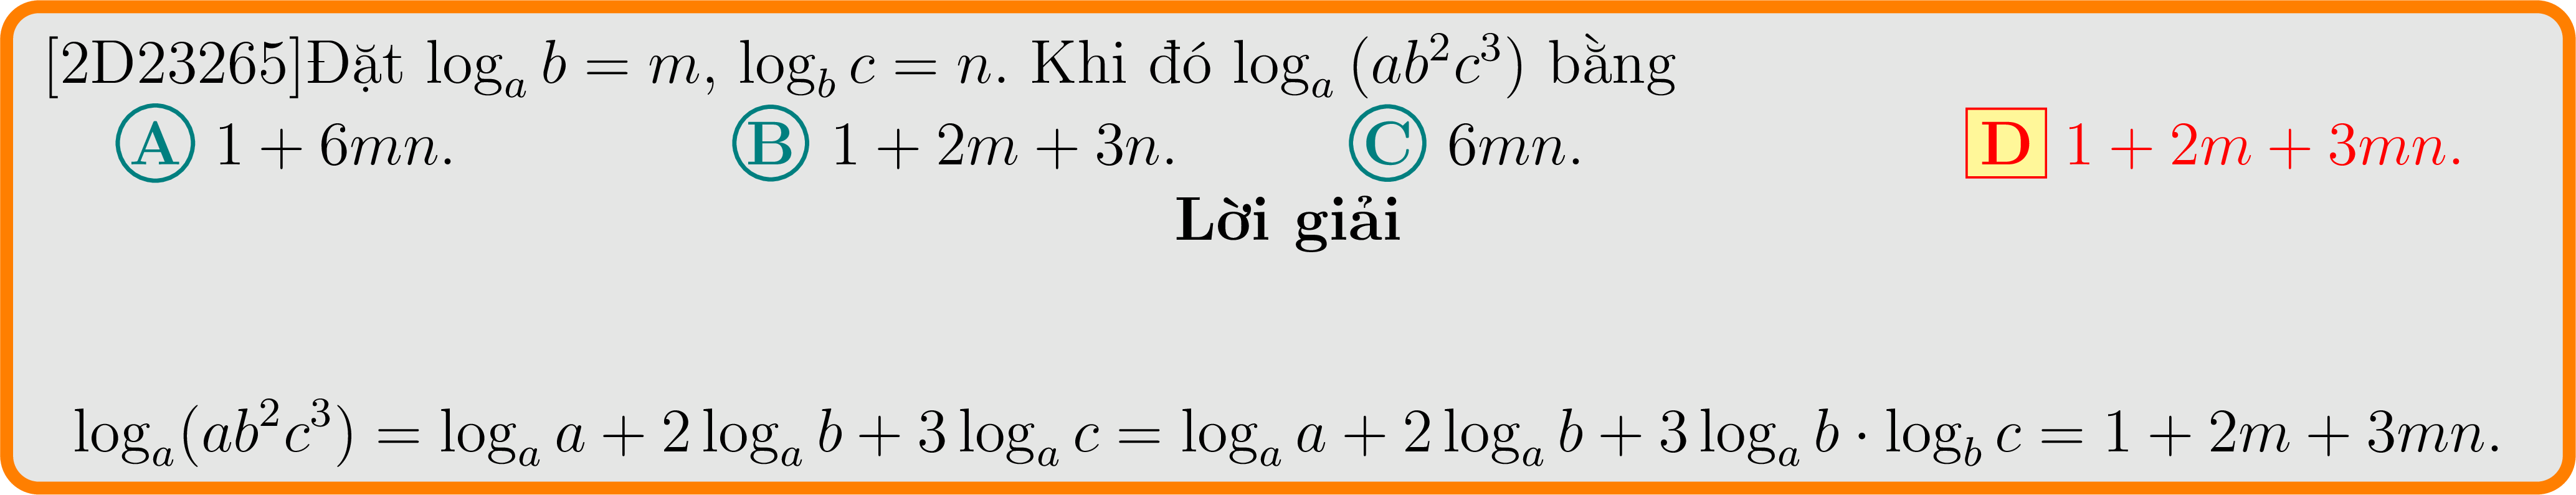 [2D23265]Đặt $\log_a b = m$, $\log_b c = n$. Khi đó $\log_a (ab^2c^3)$ bằng
A $1 + 6mn.$ B $1 + 2m + 3n.$ C $6mn.$ D $1 + 2m + 3mn.$
Lời giải
$\log_a(ab^2c^3) = \log_a a + 2\log_a b + 3\log_a c = \log_a a + 2\log_a b + 3\log_a b \cdot \log_b c = 1 + 2m + 3mn.$